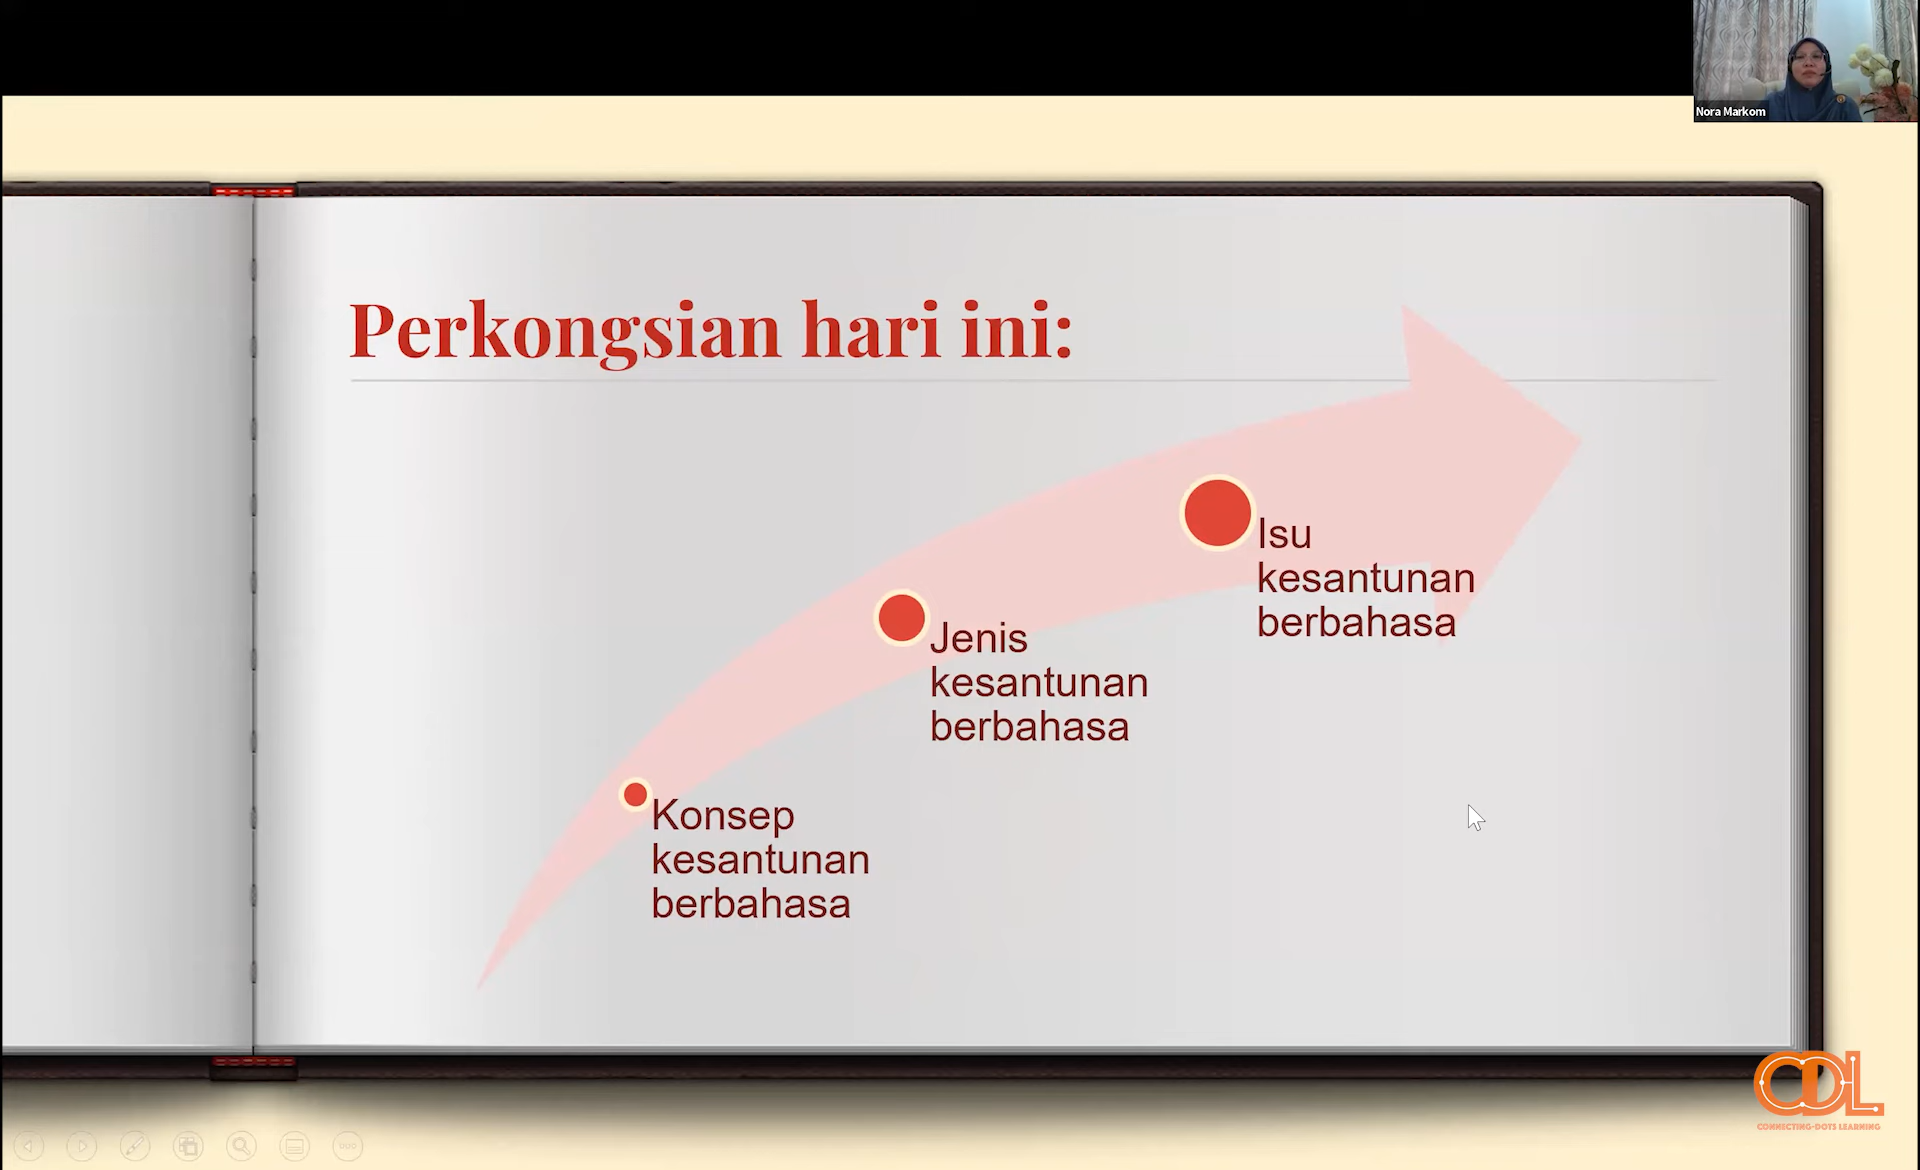 Nora Markom
Perkongsian hari ini:
Isu
kesantunan
berbahasa
Jenis
kesantunan
berbahasa
Konsep
kesantunan
berbahasa
CDL
CONNECTING-DOTS LEARNING